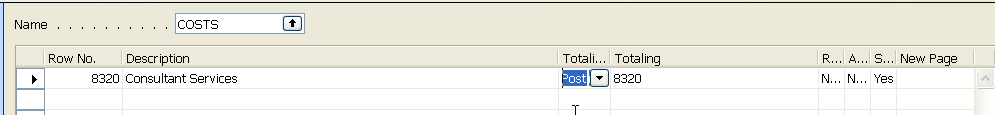 Name . . . . . . . . . . COSTS
Row No. Description Totali... Totaling R... A... S... New Page
8320 Consultant Services Post 8320 N... N... Yes